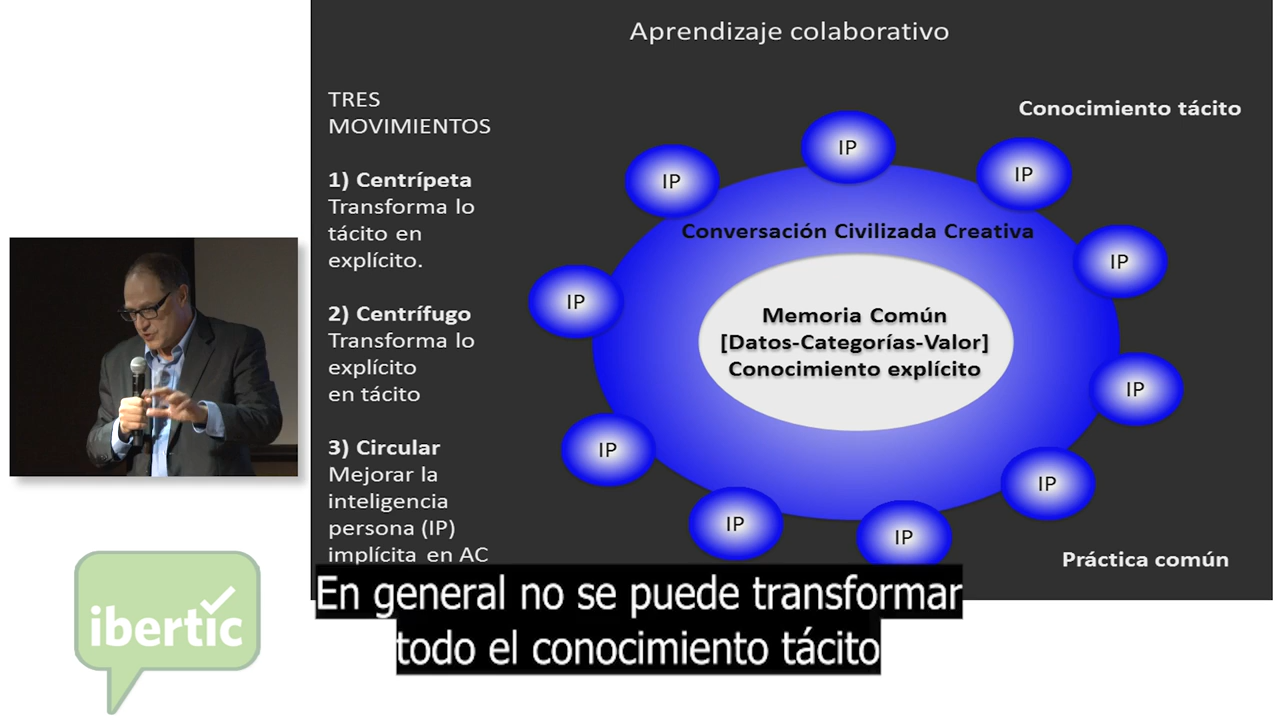 Aprendizaje colaborativo
TRES
MOVIMIENTOS
1) Centrípeta
Transforma lo
tácito en
explícito.
2) Centrífugo
Transforma lo
explícito
en tácito
3) Circular
Mejorar la
inteligencia
persona (IP)
implícita en AC
Conocimiento tácito
IP
IP
IP
IP
IP
IP
IP
IP
IP
IP
Conversación Civilizada Creativa
Memoria Común
[Datos-Categorías-Valor]
Conocimiento explícito
Práctica común
ibertic
En general no se puede transformar
todo el conocimiento tácito